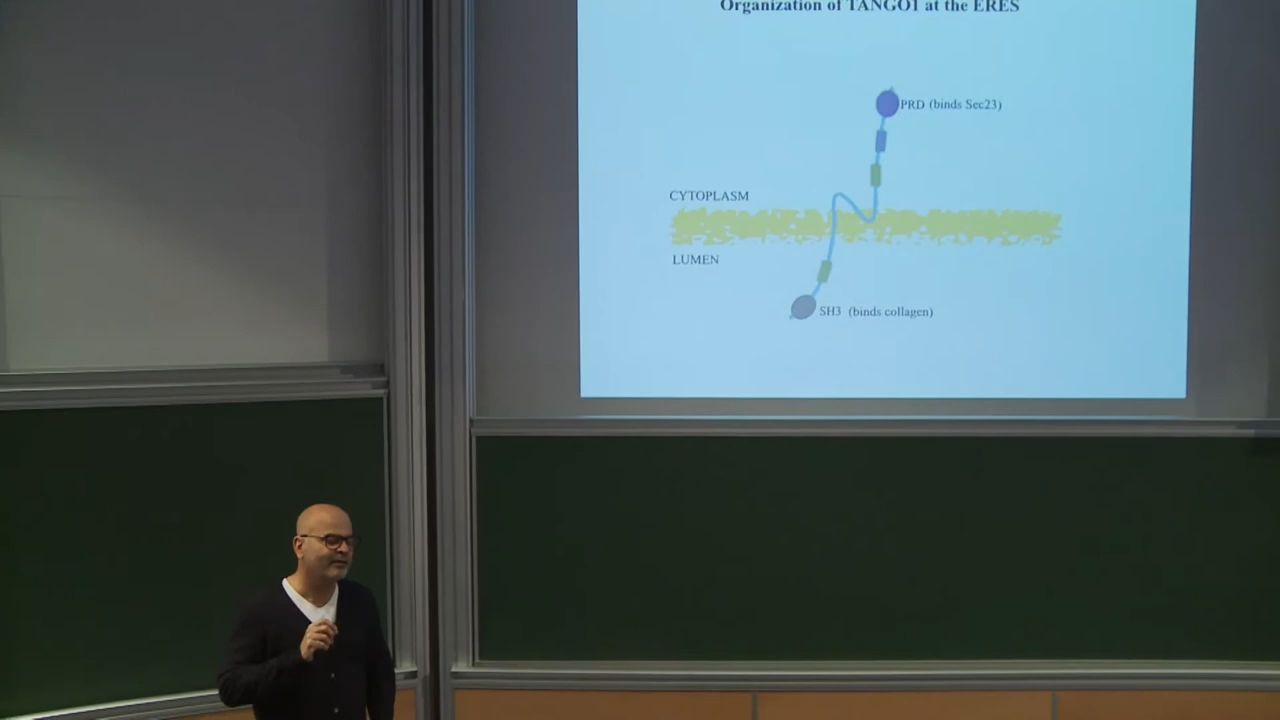 Organization of TANGO1 at the ERES
PRD (binds Sec23)
CYTOPLASM
LUMEN
SH3 (binds collagen)